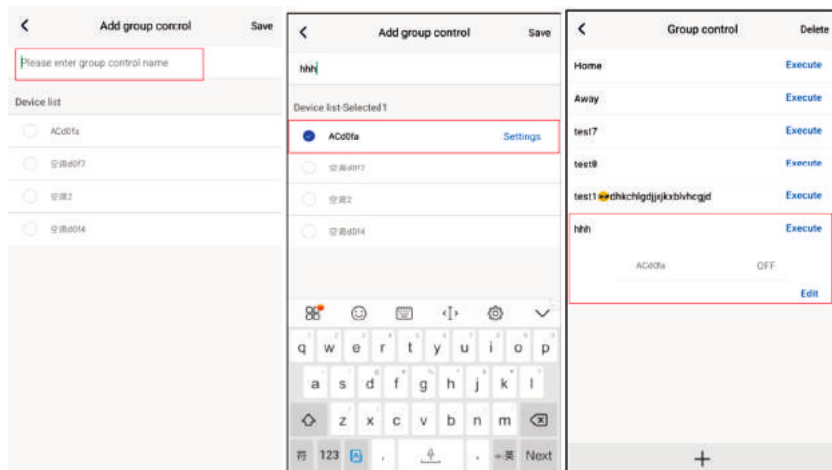 Add group control
Save
Please enter group control name
Device list
ACd0fa
空调d0f7
空调2
空调d0f4
Add group control
Save
hhh
Device list-Selected1
ACd0fa
Settings
空调d0f7
空调2
空调d0f4
q w e r t y u i o p
a s d f g h j k l
z x c v b n m
符 123 英 Next
Group control
Delete
Home
Execute
Away
Execute
test7
Execute
test8
Execute
Execute
hhh
Execute
ACd0fa
OFF
Edit